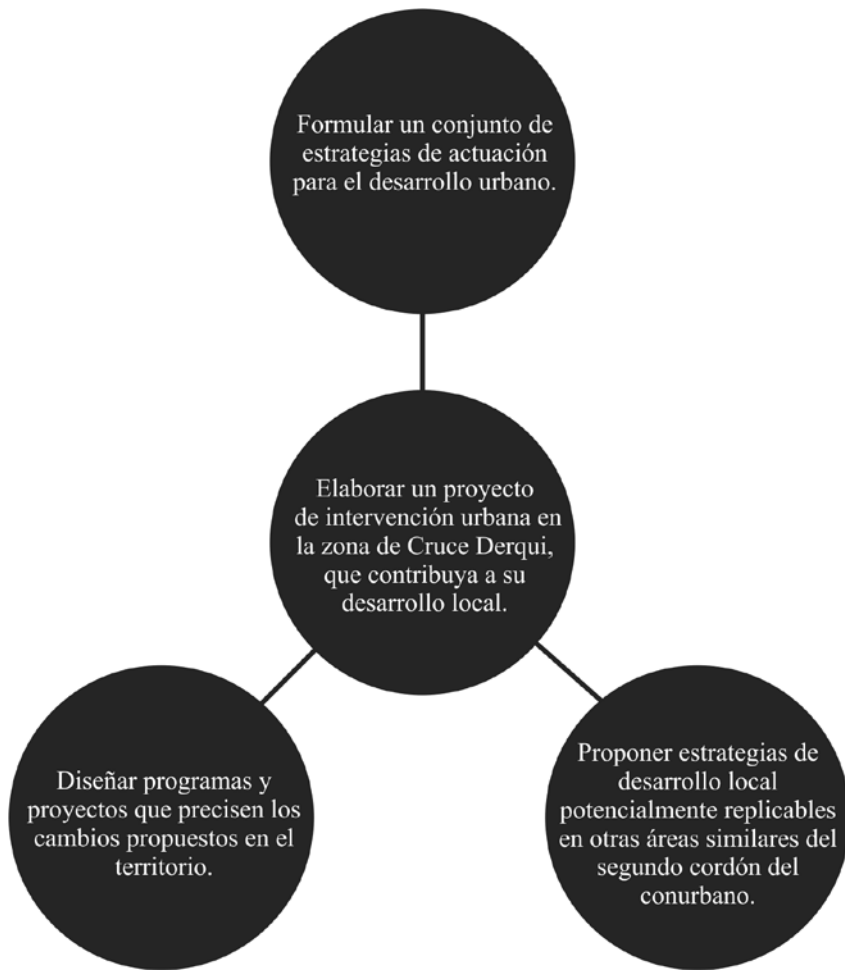 Formular un conjunto de
estrategias de actuación
para el desarrollo urbano.
Elaborar un proyecto
de intervención urbana en
la zona de Cruce Derqui,
que contribuya a su
desarrollo local.
Diseñar programas y
proyectos que precisen los
cambios propuestos en el
territorio.
Proponer estrategias de
desarrollo local
potencialmente replicables
en otras áreas similares del
segundo cordón del
conurbano.